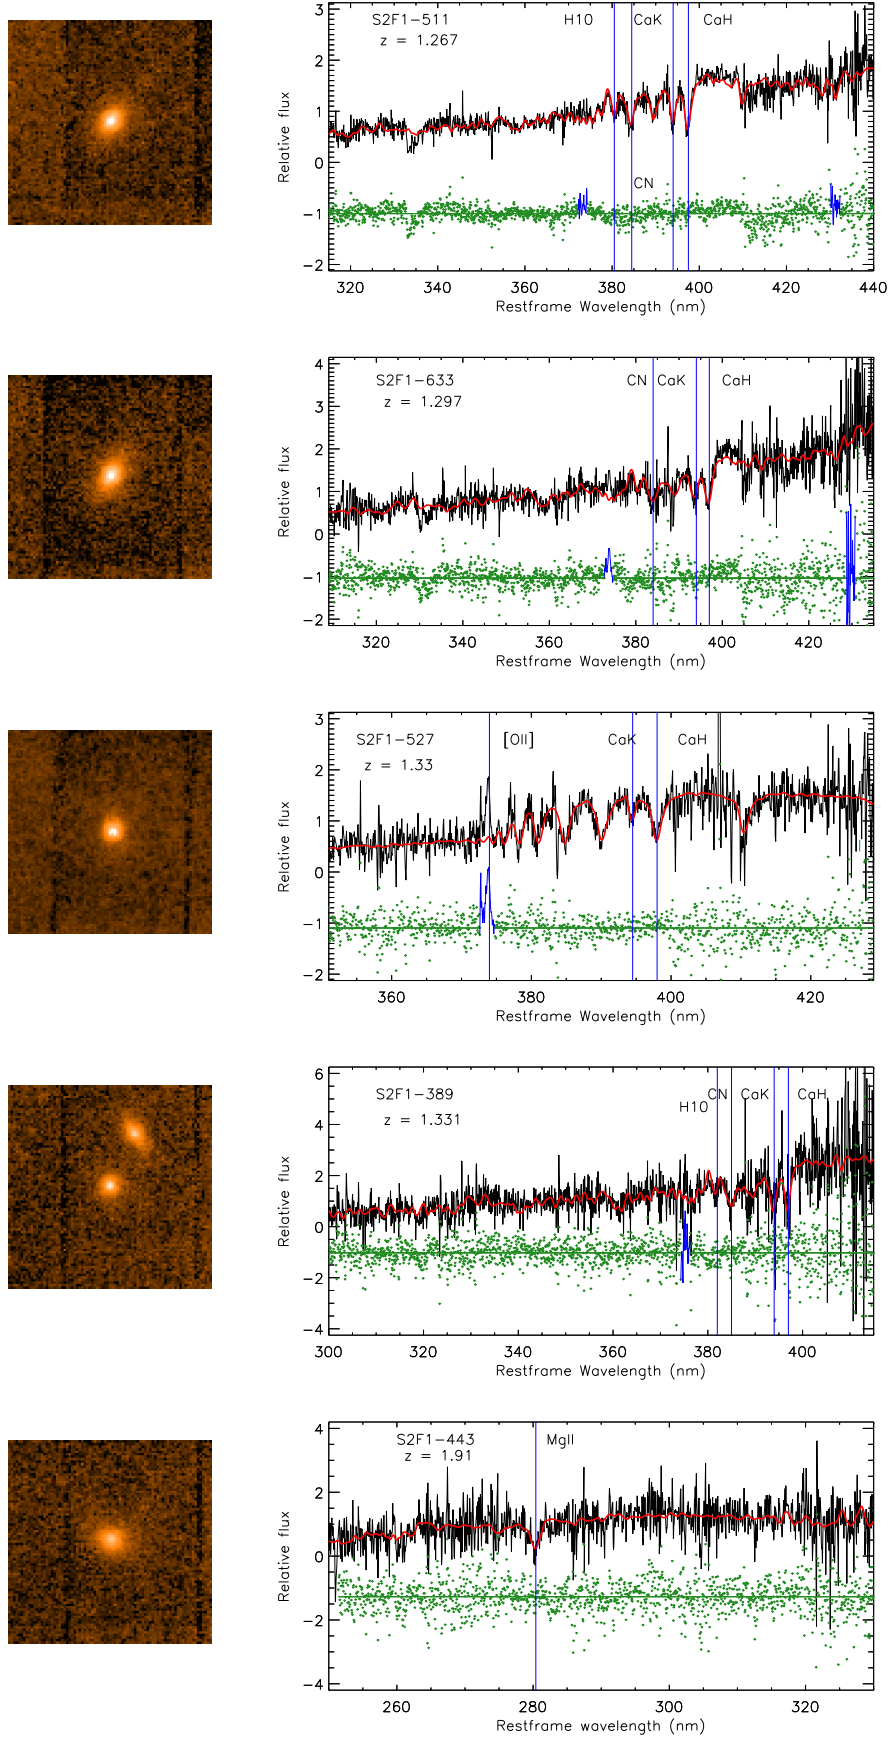 S2F1-511 H10 CaK CaH
z = 1.267
CN
3
2
1
0
-1
-2
Relative flux
320 340 360 380 400 420 440
Restframe Wavelength (nm)
S2F1-633 CN CaK CaH
z = 1.297
4
3
2
1
0
-1
-2
Relative flux
320 340 360 380 400 420
Restframe Wavelength (nm)
S2F1-527 [OII] CaK CaH
z = 1.33
3
2
1
0
-1
-2
Relative flux
360 380 400 420
Restframe Wavelength (nm)
S2F1-389 CN CaK CaH
H10
z = 1.331
6
4
2
0
-2
-4
Relative flux
300 320 340 360 380 400
Restframe Wavelength (nm)
S2F1-443 MgII
z = 1.91
4
2
0
-2
-4
Relative flux
260 280 300 320
Restframe wavelength (nm)